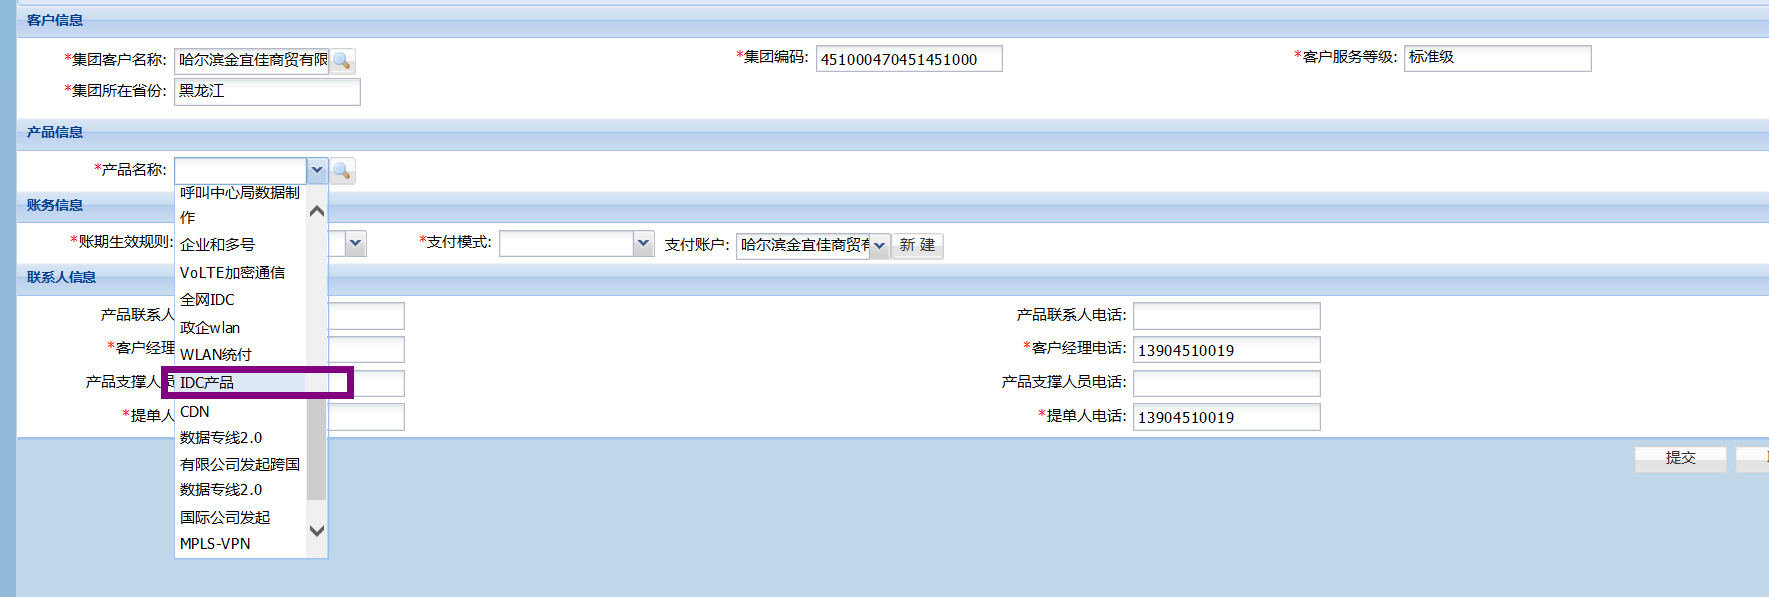 客户信息
*集团客户名称: 哈尔滨金宜佳商贸有限
*集团编码: 451000470451451000
*客户服务等级: 标准级
*集团所在省份: 黑龙江
产品信息
*产品名称:
呼叫中心局数据制
作
账务信息
*账期生效规则:
*支付模式:
支付账户: 哈尔滨金宜佳商贸有
新 建
企业和多号
VoLTE加密通信
联系人信息
全网IDC
产品联系人
产品联系人电话:
政企wlan
*客户经理
WLAN统付
*客户经理电话: 13904510019
产品支撑人员
IDC产品
产品支撑人员电话:
*提单人
CDN
*提单人电话: 13904510019
数据专线2.0
有限公司发起跨国
数据专线2.0
国际公司发起
MPLS-VPN
提交